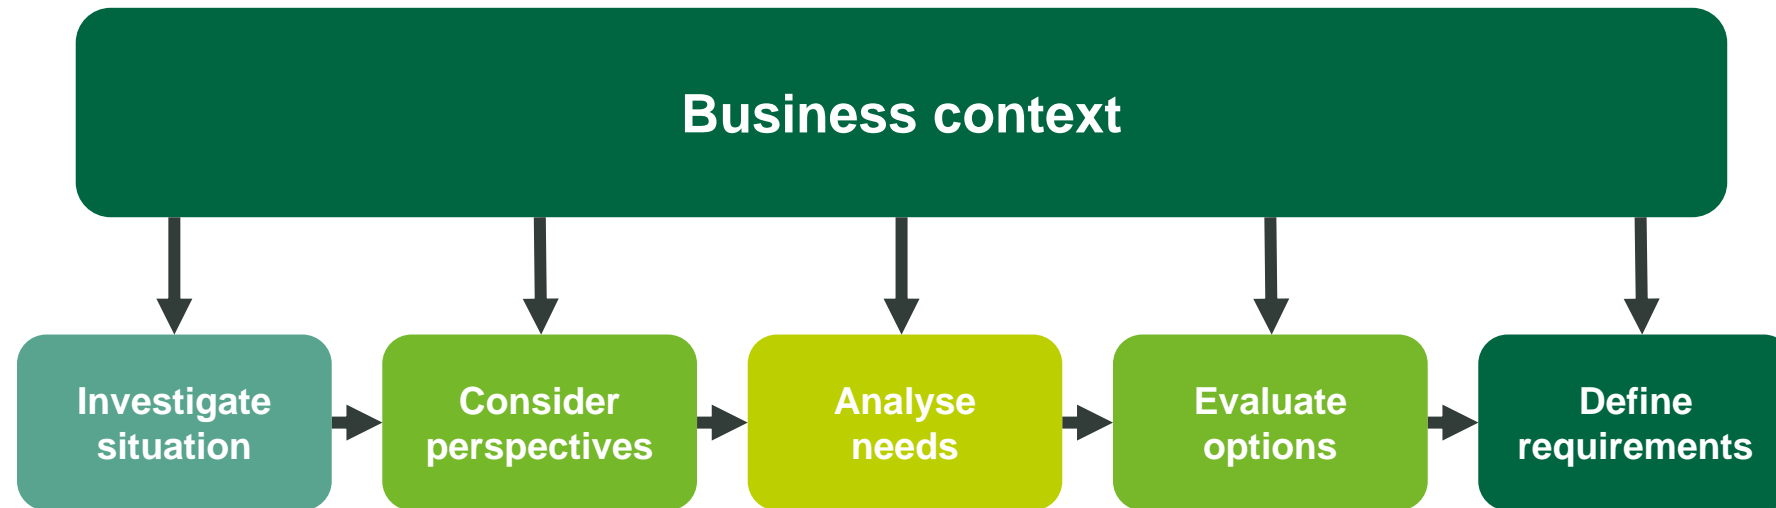 Business context
Investigate
situation
Consider
perspectives
Analyse
needs
Evaluate
options
Define
requirements